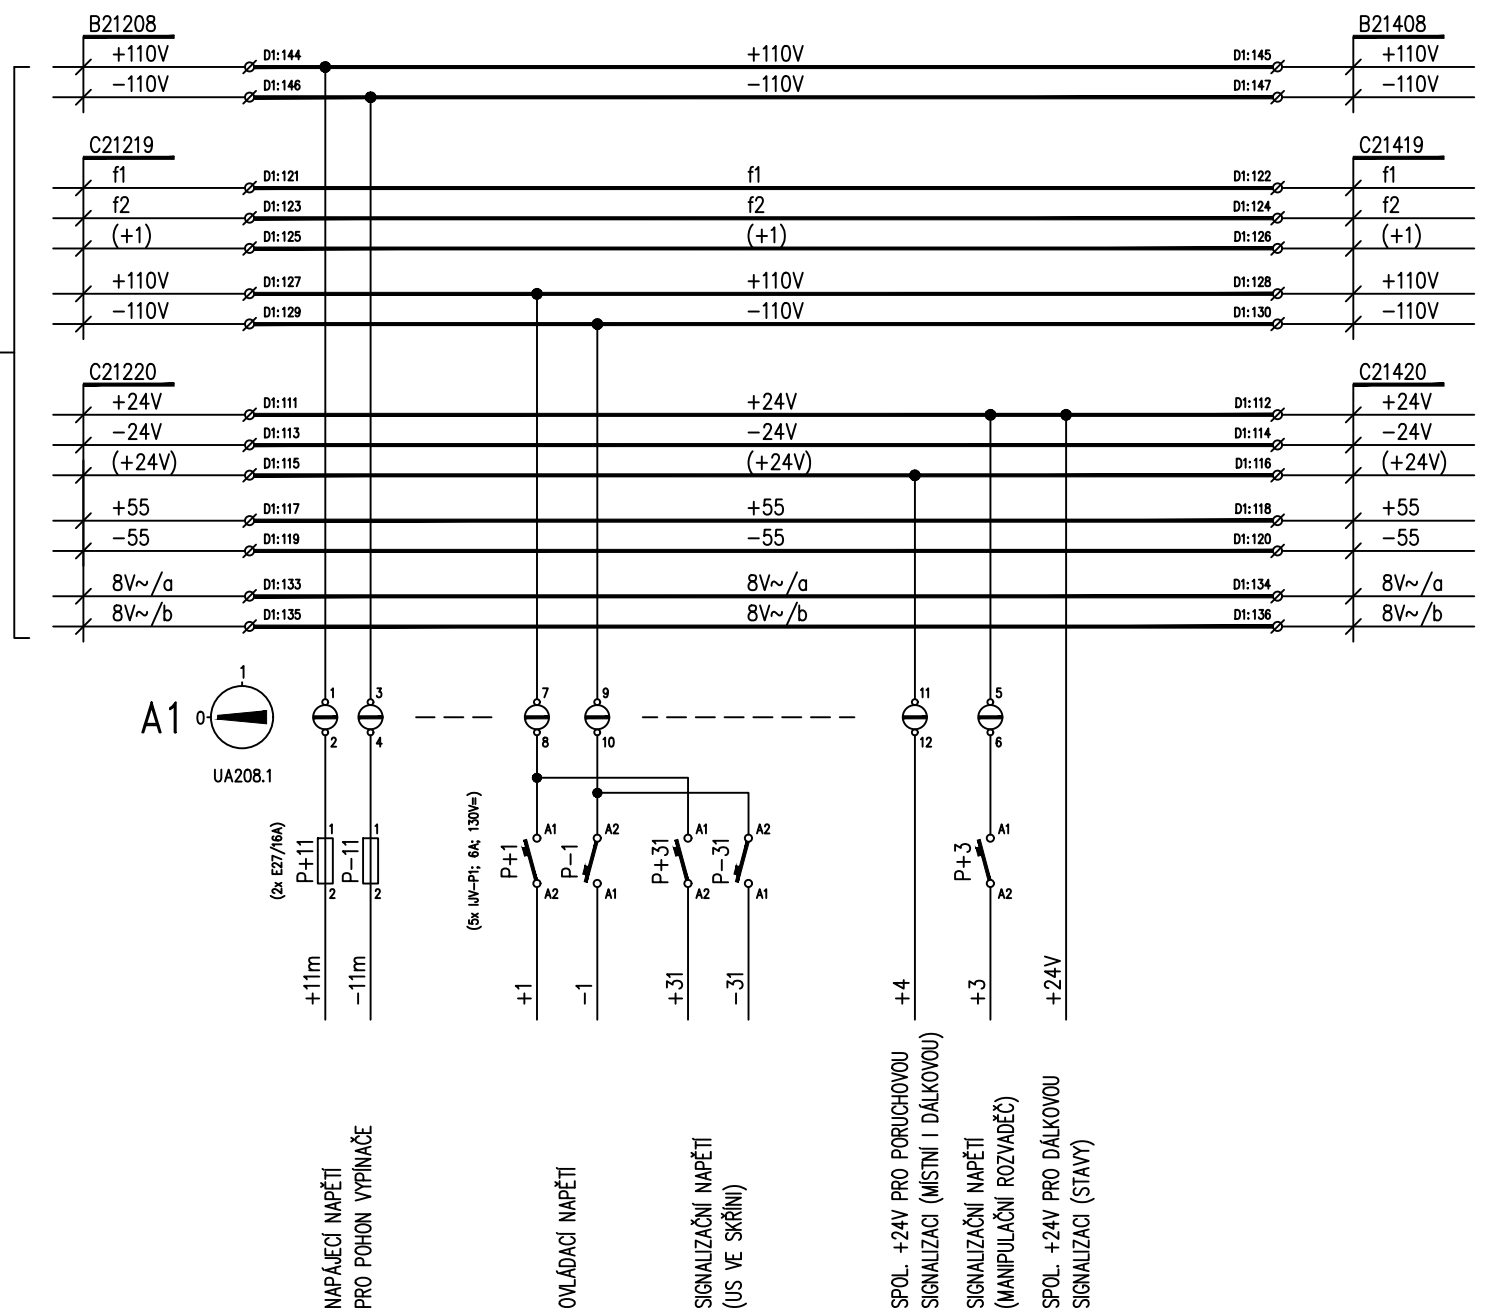 B21208 B21408
+110V D1:144 +110V D1:145 +110V
-110V D1:146 -110V D1:147 -110V
C21219 C21419
f1 D1:121 f1 D1:122 f1
f2 D1:123 f2 D1:124 f2
(+1) D1:125 (+1) D1:126 (+1)
+110V D1:127 +110V D1:128 +110V
-110V D1:129 -110V D1:130 -110V
C21220 C21420
+24V D1:111 +24V D1:112 +24V
-24V D1:113 -24V D1:114 -24V
(+24V) D1:115 (+24V) D1:116 (+24V)
+55 D1:117 +55 D1:118 +55
-55 D1:119 -55 D1:120 -55
8V~/a D1:133 8V~/a D1:134 8V~/a
8V~/b D1:135 8V~/b D1:136 8V~/b
1
1 3 7 9 11 5
A1 0
2 4 8 10 12 6
UA208.1
(2x E27/16A)
P+11 1 2
P-11 1 2
(5x IJV-P1; 6A; 130V=)
P+1 A1 A2
P-1 A2 A1
P+31 A1 A2
P-31 A2 A1
P+3 A1 A2
+11m
-11m
+1
-1
+31
-31
+4
+3
+24V
NAPÁJECÍ NAPĚTÍ
PRO POHON VYPÍNAČE
OVLÁDACÍ NAPĚTÍ
SIGNALIZAČNÍ NAPĚTÍ
(US VE SKŘÍNI)
SPOL. +24V PRO PORUCHOVOU
SIGNALIZACI (MÍSTNÍ I DÁLKOVOU)
SIGNALIZAČNÍ NAPĚTÍ
(MANIPULAČNÍ ROZVADĚČ)
SPOL. +24V PRO DÁLKOVOU
SIGNALIZACI (STAVY)